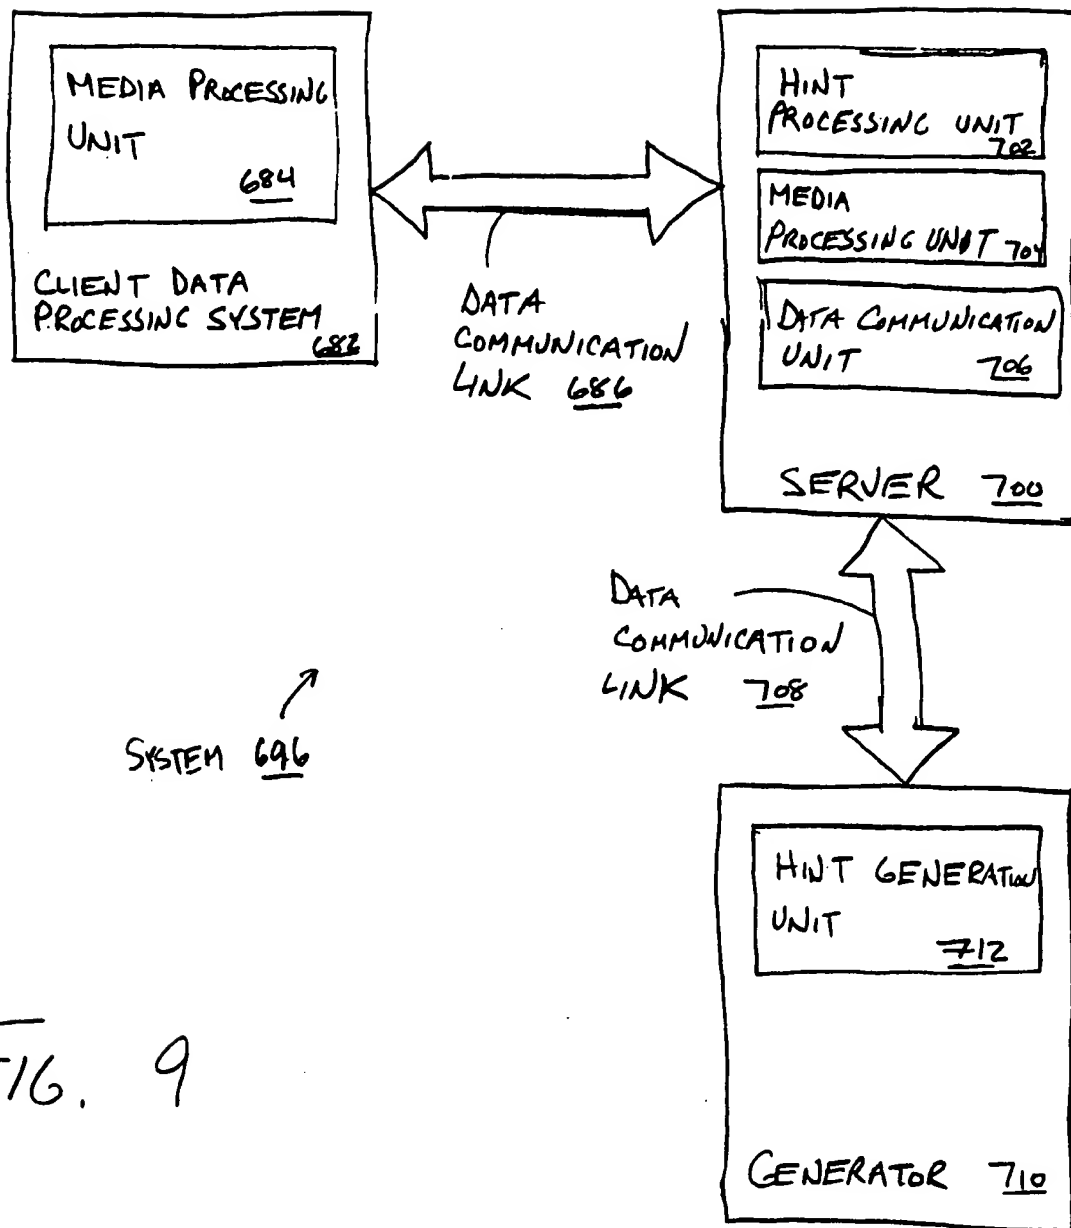 MEDIA PROCESSING
UNIT
684
CLIENT DATA
PROCESSING SYSTEM
682
DATA
COMMUNICATION
LINK 686
HINT
PROCESSING UNIT
702
MEDIA
PROCESSING UNIT 704
DATA COMMUNICATION
UNIT 706
SERVER 700
DATA
COMMUNICATION
LINK 708
SYSTEM 696
HINT GENERATION
UNIT
712
GENERATOR 710
FIG. 9